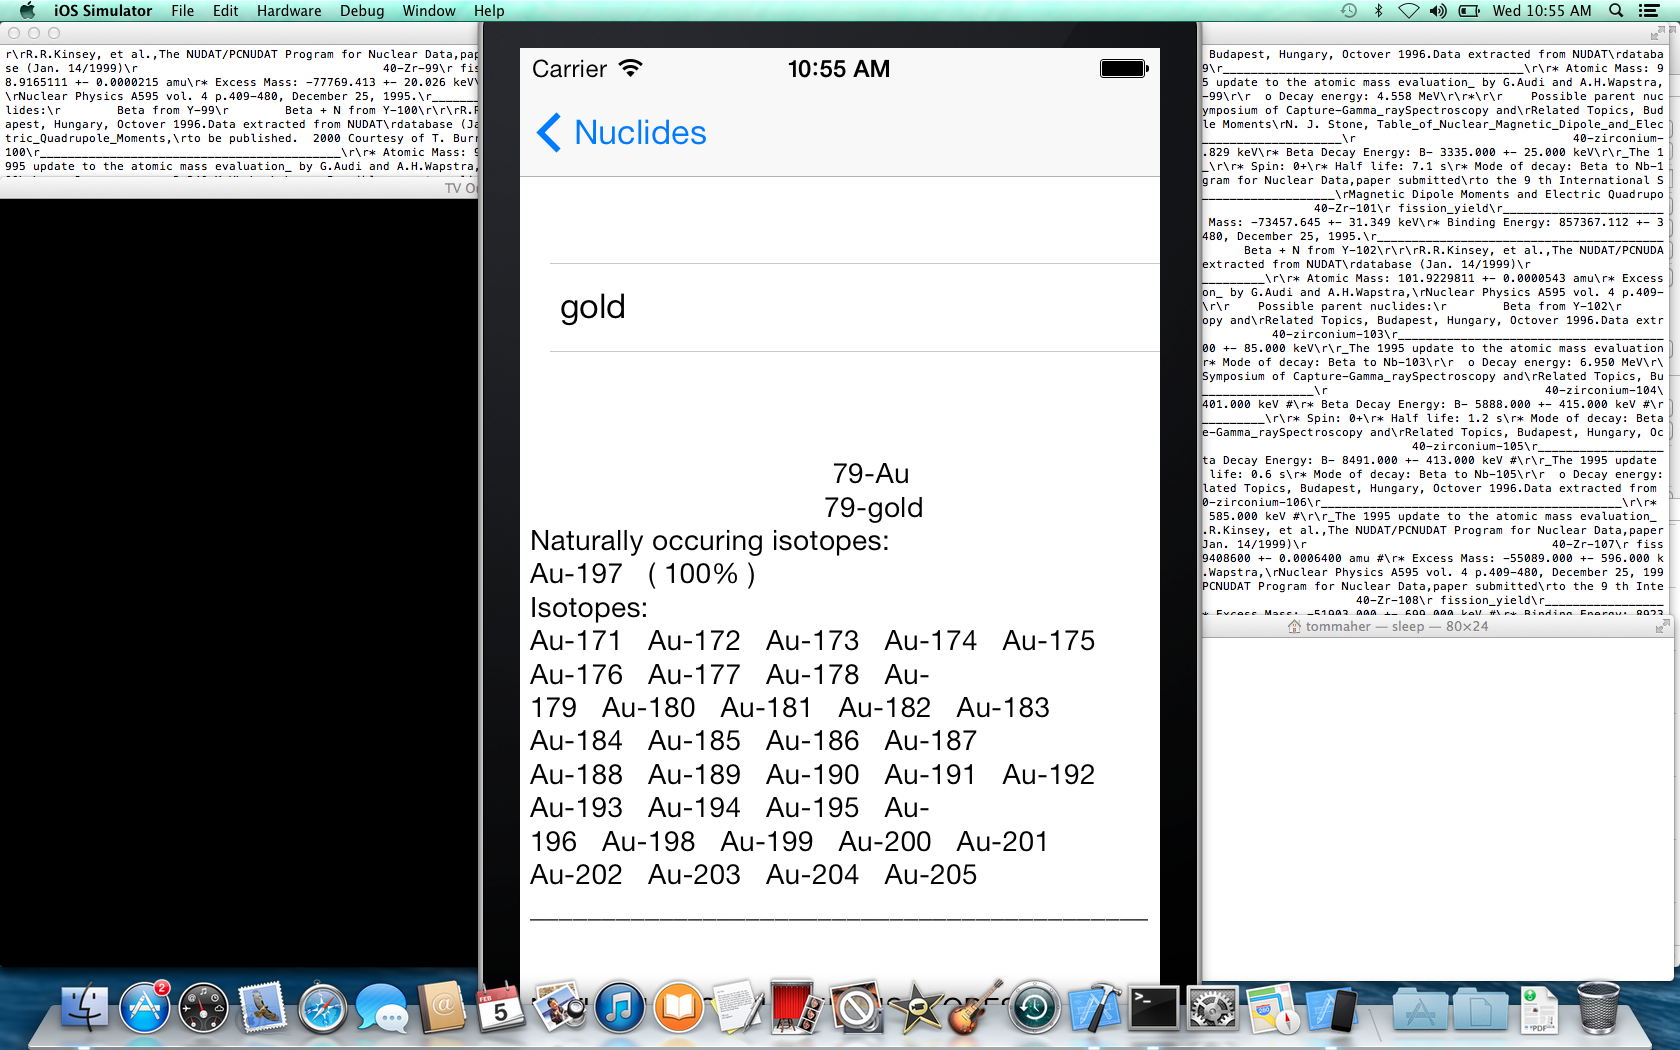 iOS Simulator File Edit Hardware Debug Window Help Wed 10:55 AM
r\rR.R.Kinsey, et al.,The NUDAT/PCNUDAT Program for Nuclear Data,pap
se (Jan. 14/1999)\r 40-Zr-99\r fis
8.9165111 +- 0.0000215 amu\r* Excess Mass: -77769.413 +- 20.026 keV
\rNuclear Physics A595 vol. 4 p.409-480, December 25, 1995.\r
lides:\r Beta from Y-99\r Beta + N from Y-100\r\r\rR.
apest, Hungary, Octover 1996.Data extracted from NUDAT\rdatabase (Ja
tric_Quadrupole_Moments,\rto be published. 2000 Courtesy of T. Burr
100\r\r\r* Atomic Mass: 9
995 update to the atomic mass evaluation_ by G.Audi and A.H.Wapstra,
TV O
Carrier 10:55 AM
Nuclides
gold
79-Au
79-gold
Naturally occuring isotopes:
Au-197 ( 100% )
Isotopes:
Au-171 Au-172 Au-173 Au-174 Au-175
Au-176 Au-177 Au-178 Au-
179 Au-180 Au-181 Au-182 Au-183
Au-184 Au-185 Au-186 Au-187
Au-188 Au-189 Au-190 Au-191 Au-192
Au-193 Au-194 Au-195 Au-
196 Au-198 Au-199 Au-200 Au-201
Au-202 Au-203 Au-204 Au-205
Budapest, Hungary, Octover 1996.Data extracted from NUDAT\rdataba
9\r\r\r* Atomic Mass: 9
5 update to the atomic mass evaluation_ by G.Audi and A.H.Wapstra,
-99\r\r o Decay energy: 4.558 MeV\r\r*\r\r Possible parent nuc
ymposium of Capture-Gamma_raySpectroscopy and\rRelated Topics, Bud
le Moments\rN. J. Stone, Table_of_Nuclear_Magnetic_Dipole_and_Elec
\r 40-zirconium-
.829 keV\r* Beta Decay Energy: B- 3335.000 +- 25.000 keV\r\r_The 1
\r\r* Spin: 0+\r* Half life: 7.1 s\r* Mode of decay: Beta to Nb-1
gram for Nuclear Data,paper submitted\rto the 9 th International S
\rMagnetic Dipole Moments and Electric Quadrupo
40-Zr-101\r fission_yield\r
Mass: -73457.645 +- 31.349 keV\r* Binding Energy: 857367.112 +- 3
480, December 25, 1995.\r
Beta + N from Y-102\r\r\rR.R.Kinsey, et al.,The NUDAT/PCNUDA
extracted from NUDAT\rdatabase (Jan. 14/1999)\r
\r\r* Atomic Mass: 101.9229811 +- 0.0000543 amu\r* Excess
on_ by G.Audi and A.H.Wapstra,\rNuclear Physics A595 vol. 4 p.409-
\r\r Possible parent nuclides:\r Beta from Y-102\r
opy and\rRelated Topics, Budapest, Hungary, Octover 1996.Data extr
40-zirconium-103\r
00 +- 85.000 keV\r\r_The 1995 update to the atomic mass evaluation
r* Mode of decay: Beta to Nb-103\r\r o Decay energy: 6.950 MeV\r\
Symposium of Capture-Gamma_raySpectroscopy and\rRelated Topics, Bu
\r 40-zirconium-104\
401.000 keV #\r* Beta Decay Energy: B- 5888.000 +- 415.000 keV #\r
\r\r* Spin: 0+\r* Half life: 1.2 s\r* Mode of decay: Beta
e-Gamma_raySpectroscopy and\rRelated Topics, Budapest, Hungary, Oc
40-zirconium-105\r
ta Decay Energy: B- 8491.000 +- 413.000 keV #\r\r_The 1995 update
life: 0.6 s\r* Mode of decay: Beta to Nb-105\r\r o Decay energy:
lated Topics, Budapest, Hungary, Octover 1996.Data extracted from
0-zirconium-106\r\r\r*
585.000 keV #\r\r_The 1995 update to the atomic mass evaluation_
.R.Kinsey, et al.,The NUDAT/PCNUDAT Program for Nuclear Data,paper
Jan. 14/1999)\r 40-Zr-107\r fiss
9408600 +- 0.0006400 amu #\r* Excess Mass: -55089.000 +- 596.000 k
.Wapstra,\rNuclear Physics A595 vol. 4 p.409-480, December 25, 199
PCNUDAT Program for Nuclear Data,paper submitted\rto the 9 th Inte
40-Zr-108\r fission_yield\r
* Excess Mass: -51903.000 +- 699.000 keV #\r* Binding Energy: 8923
tommaher — sleep — 80×24
2
FEB
5
PDF